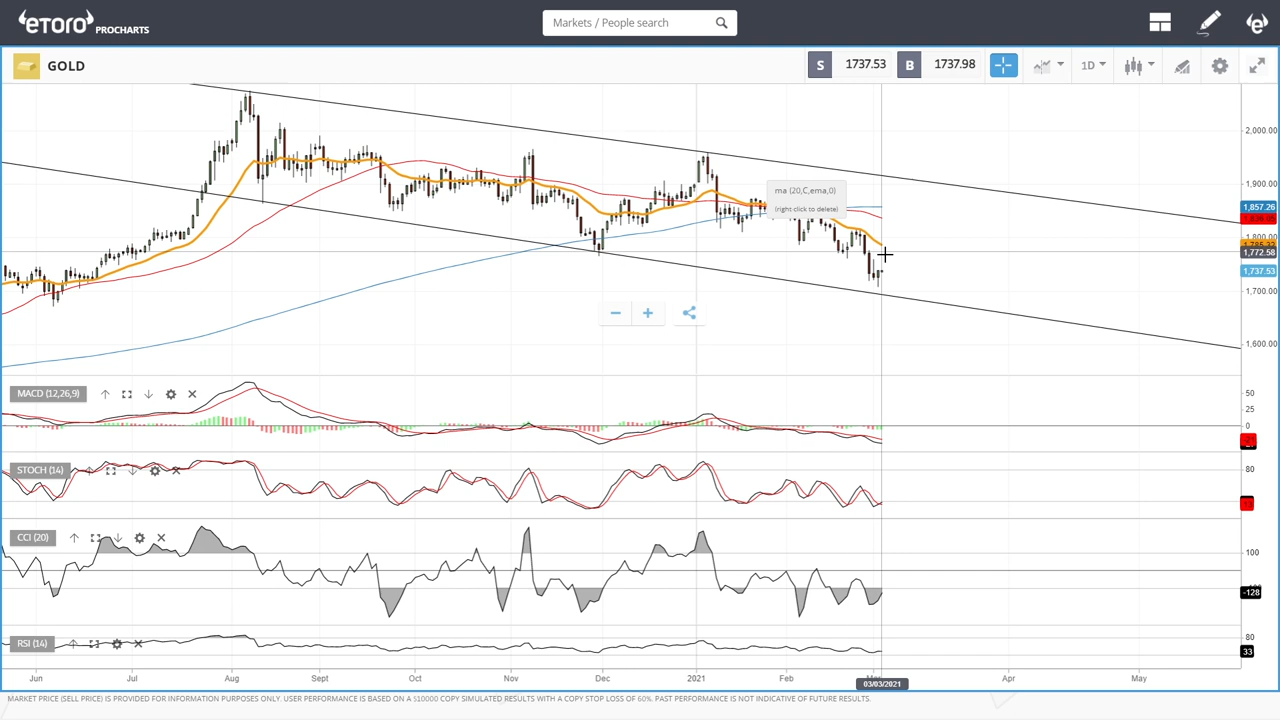 eToro PROCHARTS
Markets / People search
GOLD
S 1737.53 B 1737.98 1D
2,000.00
ma (20,C,ema,0)
(right click to delete)
1,900.00
1,857.26
1,800.00
1,772.58
1,737.53
1,700.00
1,600.00
MACD (12,26,9)
50
25
0
STOCH (14)
80
CCI (20)
100
-128
RSI (14)
80
33
Jun Jul Aug Sept Oct Nov Dec 2021 Feb Apr May
03/03/2021
MARKET PRICE (SELL PRICE) IS PROVIDED FOR INFORMATION PURPOSES ONLY. USER PERFORMANCE IS BASED ON A $10000 COPY SIMULATED RESULTS WITH A COPY STOP LOSS OF 60%. PAST PERFORMANCE IS NOT INDICATIVE OF FUTURE RESULTS.